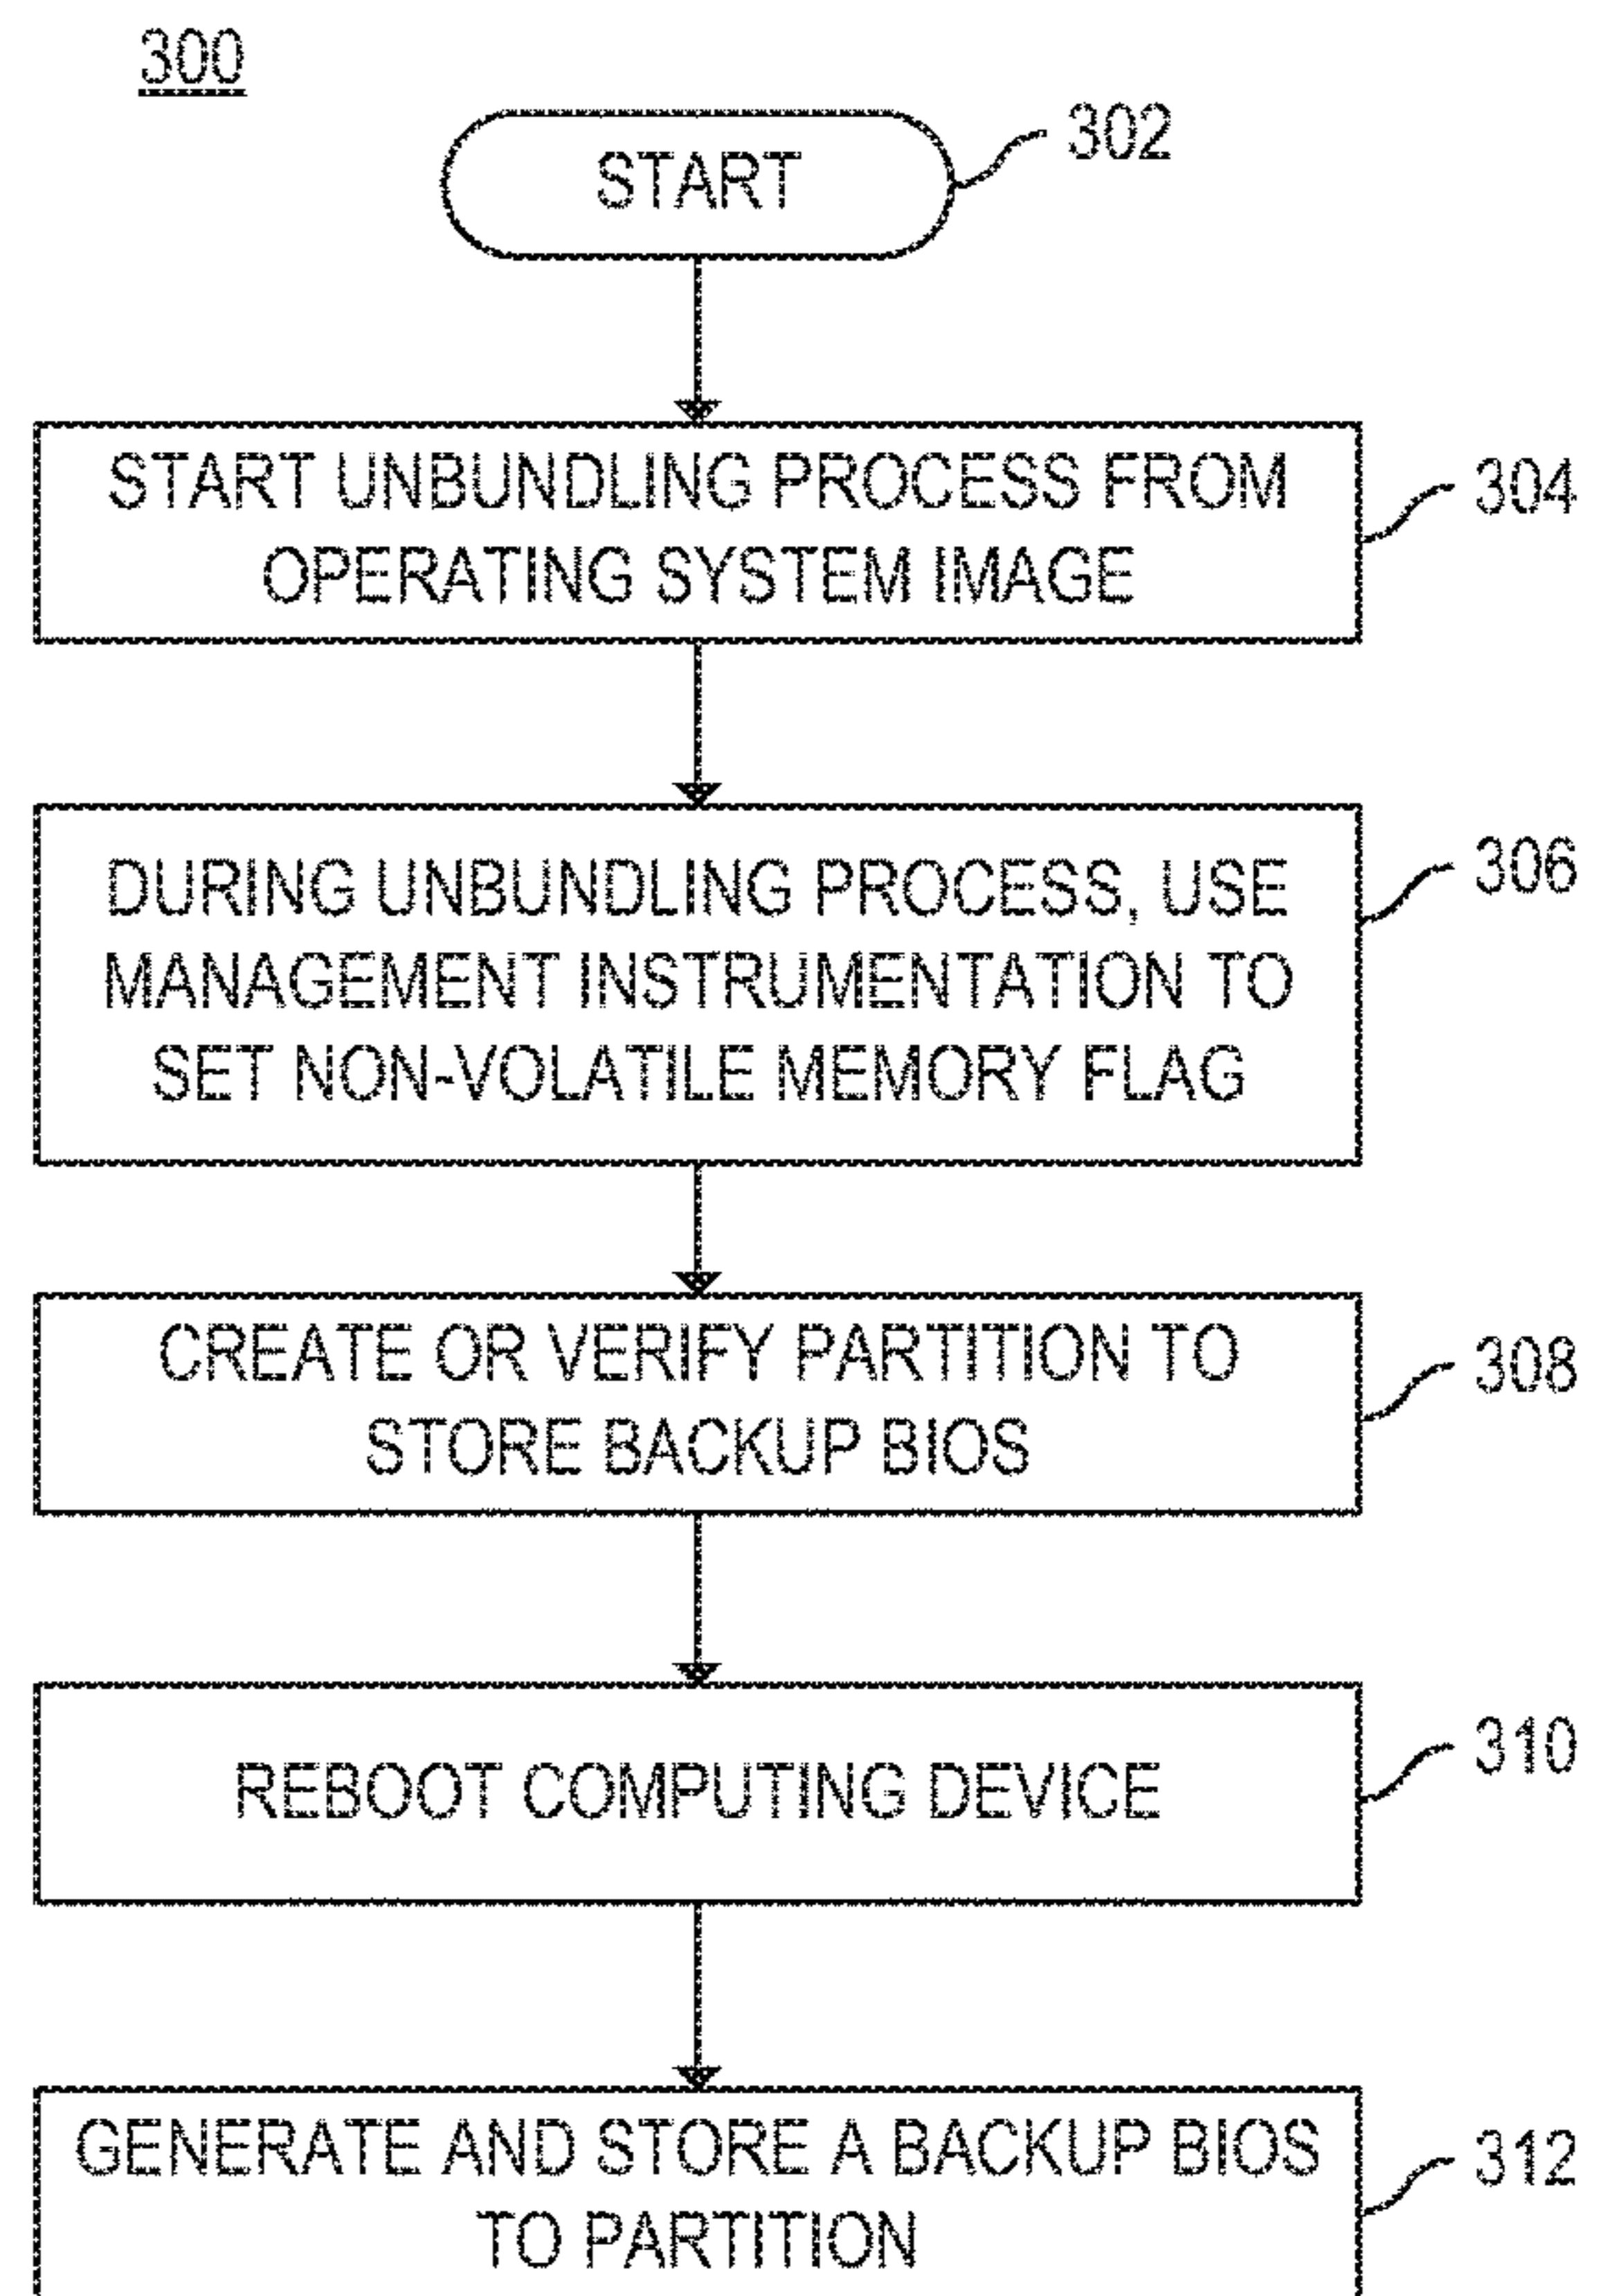 300
START
302
START UNBUNDLING PROCESS FROM
OPERATING SYSTEM IMAGE
304
DURING UNBUNDLING PROCESS, USE
MANAGEMENT INSTRUMENTATION TO
SET NON-VOLATILE MEMORY FLAG
306
CREATE OR VERIFY PARTITION TO
STORE BACKUP BIOS
308
REBOOT COMPUTING DEVICE
310
GENERATE AND STORE A BACKUP BIOS
TO PARTITION
312